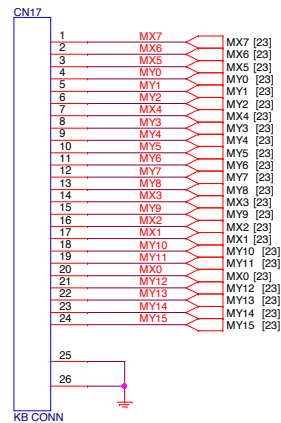 CN17
1 MX7 MX7 [23]
2 MX6 MX6 [23]
3 MX5 MX5 [23]
4 MY0 MY0 [23]
5 MY1 MY1 [23]
6 MY2 MY2 [23]
7 MX4 MX4 [23]
8 MY3 MY3 [23]
9 MY4 MY4 [23]
10 MY5 MY5 [23]
11 MY6 MY6 [23]
12 MY7 MY7 [23]
13 MY8 MY8 [23]
14 MX3 MX3 [23]
15 MY9 MY9 [23]
16 MX2 MX2 [23]
17 MX1 MX1 [23]
18 MY10 MY10 [23]
19 MY11 MY11 [23]
20 MX0 MX0 [23]
21 MY12 MY12 [23]
22 MY13 MY13 [23]
23 MY14 MY14 [23]
24 MY15 MY15 [23]
25
26
KB CONN